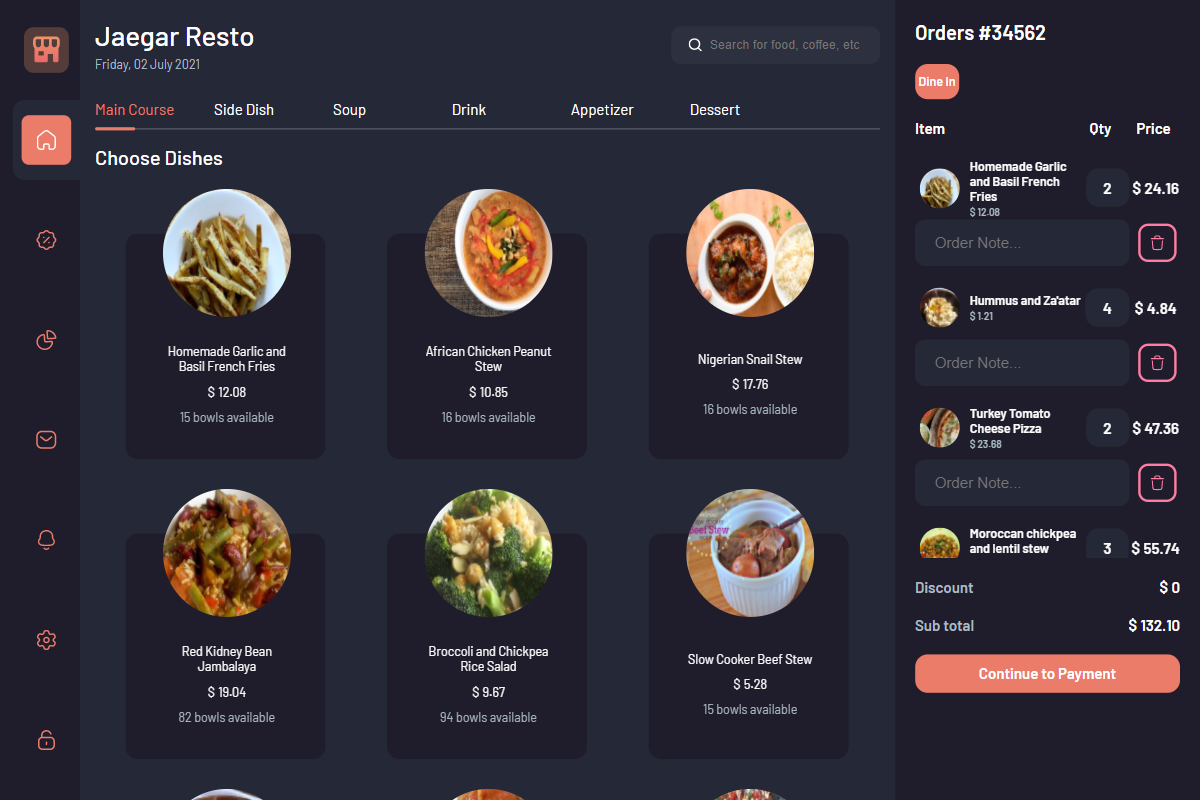 Jaegar Resto
Friday, 02 July 2021
Search for food, coffee, etc
Main Course
Side Dish
Soup
Drink
Appetizer
Dessert
Choose Dishes
Homemade Garlic and
Basil French Fries
$ 12.08
15 bowls available
African Chicken Peanut
Stew
$ 10.85
16 bowls available
Nigerian Snail Stew
$ 17.76
16 bowls available
Red Kidney Bean
Jambalaya
$ 19.04
82 bowls available
Broccoli and Chickpea
Rice Salad
$ 9.67
94 bowls available
Beef Stew
Slow Cooker Beef Stew
$ 5.28
15 bowls available
Orders #34562
Dine In
Item Qty Price
Homemade Garlic
and Basil French
Fries
$ 12.08
2 $ 24.16
Order Note...
Hummus and Za'atar
$ 1.21
4 $ 4.84
Order Note...
Turkey Tomato
Cheese Pizza
$ 23.68
2 $ 47.36
Order Note...
Moroccan chickpea
and lentil stew
3 $ 55.74
Discount $ 0
Sub total $ 132.10
Continue to Payment